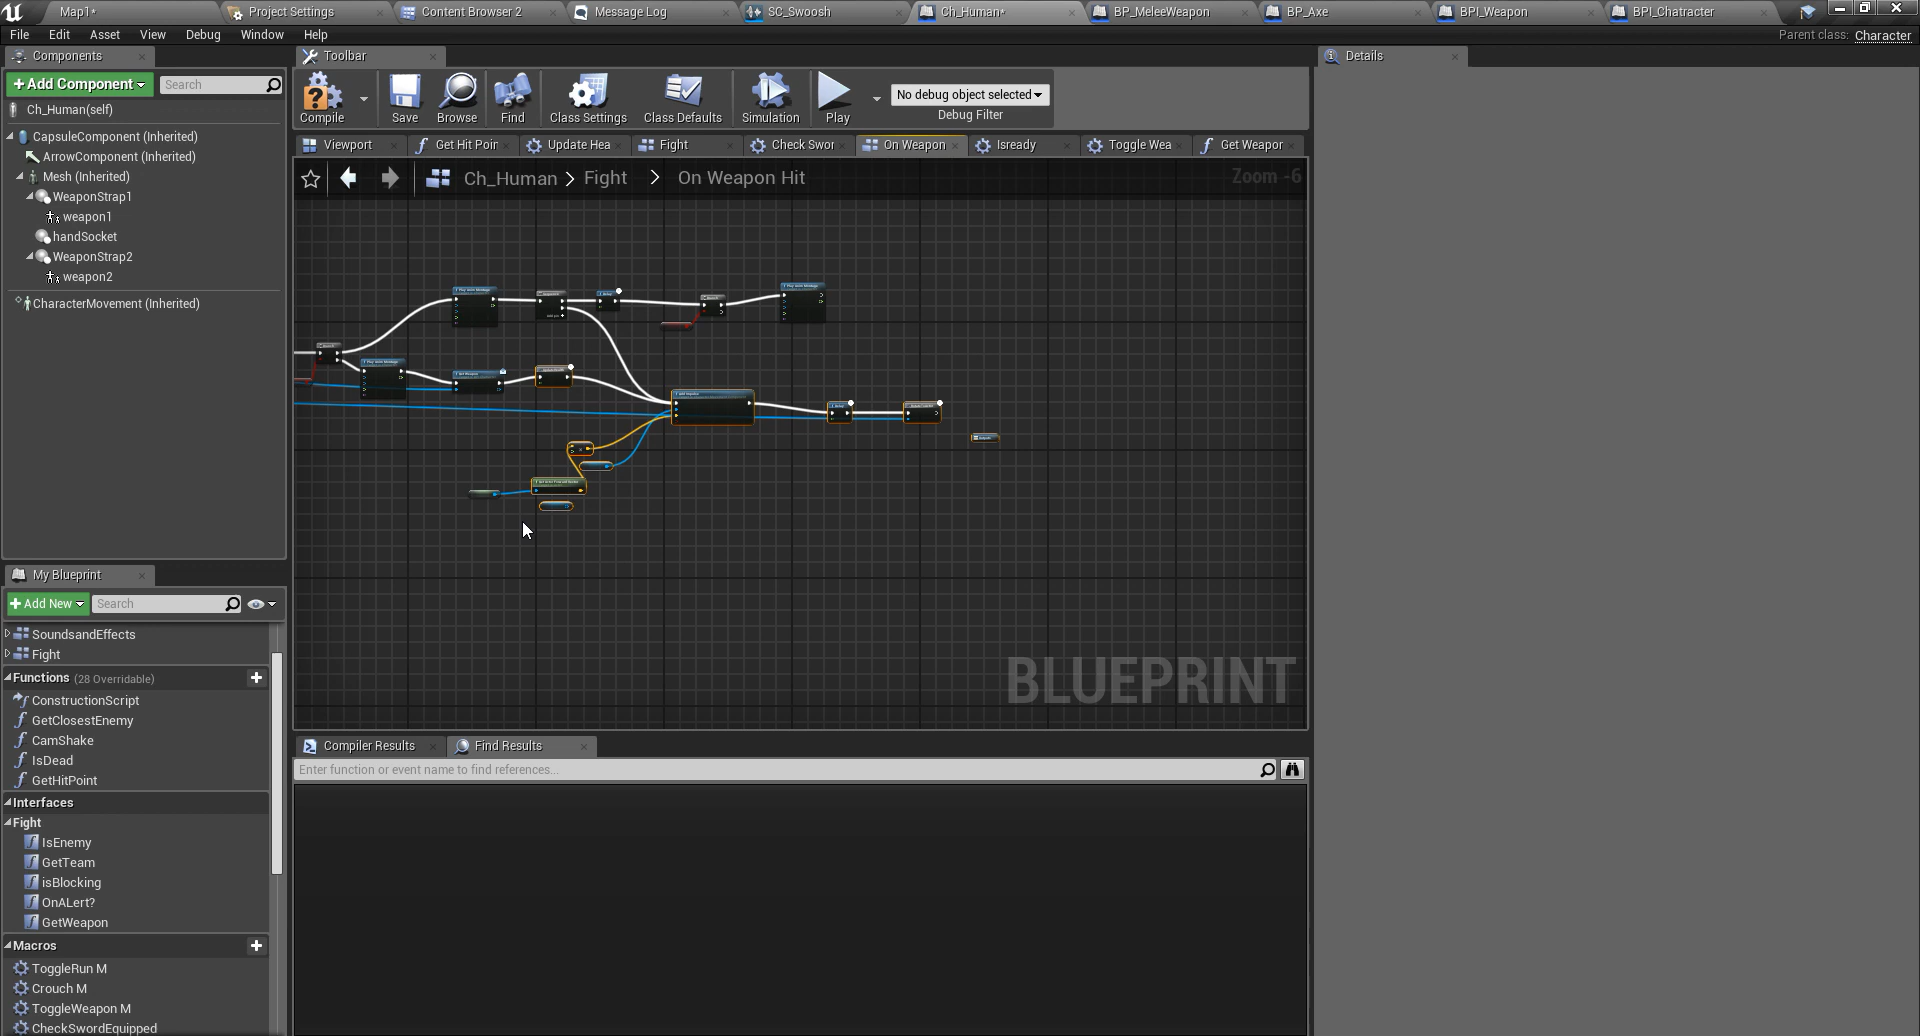 Map1*
Project Settings
Content Browser 2
Message Log
SC_Swoosh
Ch_Human*
BP_MeleeWeapon
BP_Axe
BPI_Weapon
BPI_Chatracter
File Edit Asset View Debug Window Help
Parent class: Character
Components
Toolbar
Details
+ Add Component
Search
Ch_Human(self)
CapsuleComponent (Inherited)
ArrowComponent (Inherited)
Mesh (Inherited)
WeaponStrap1
weapon1
handSocket
WeaponStrap2
weapon2
CharacterMovement (Inherited)
Compile
Save
Browse
Find
Class Settings
Class Defaults
Simulation
Play
No debug object selected
Debug Filter
Viewport
Get Hit Poin
Update Hea
Fight
Check Swor
On Weapon
Isready
Toggle Wea
Get Weapor
Ch_Human > Fight > On Weapon Hit
Zoom -6
BLUEPRINT
My Blueprint
+ Add New
Search
SoundsandEffects
Fight
Functions (28 Overridable)
ConstructionScript
GetClosestEnemy
CamShake
IsDead
GetHitPoint
Interfaces
Fight
IsEnemy
GetTeam
isBlocking
OnALert?
GetWeapon
Macros
ToggleRun M
Crouch M
ToggleWeapon M
CheckSwordEquipped
Compiler Results
Find Results
Enter function or event name to find references...